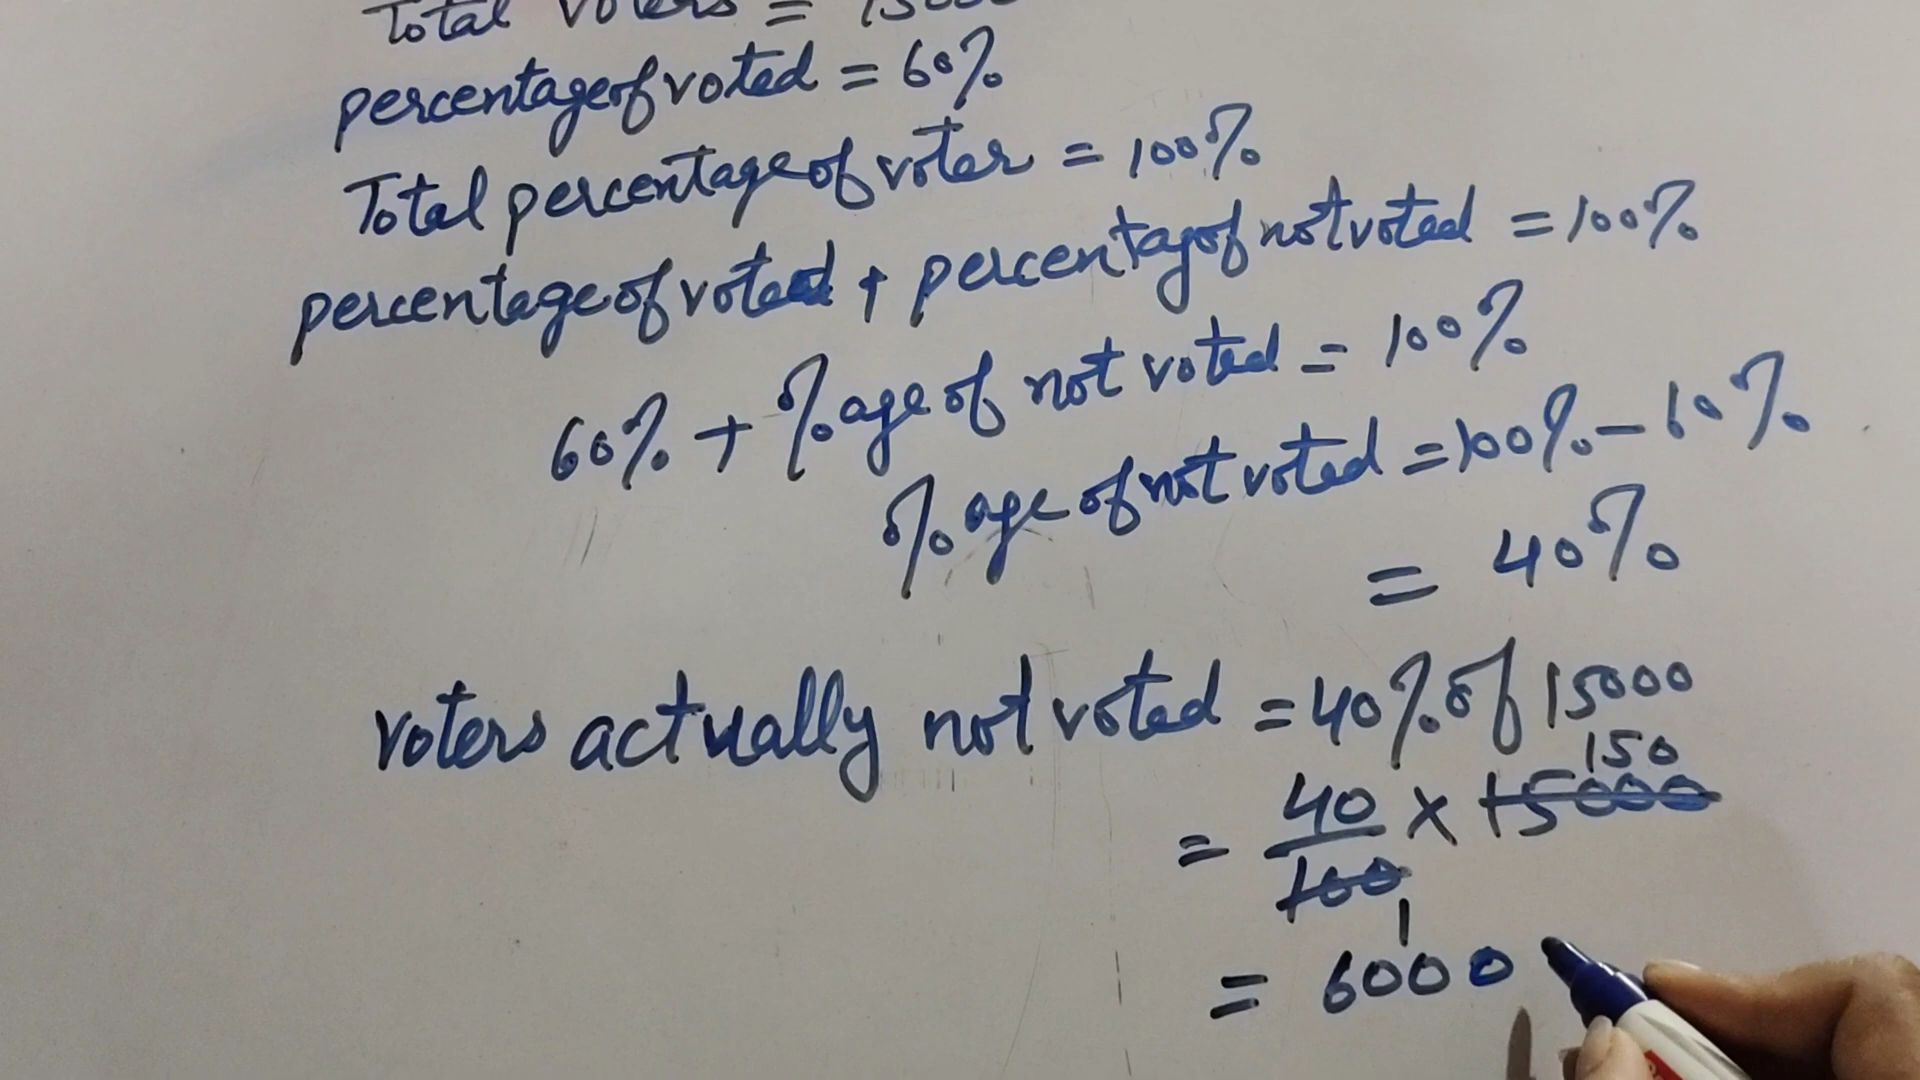 Total voters = 15000
percentage of voted = 60%
Total percentage of voter = 100%
percentage of voted + percentag of not voted = 100%
60% + %age of not voted = 100%
%age of not voted = 100% - 60%
= 40%
voters actually not voted = 40% of 15000
150
= 40/100 x 15000
1
= 6000